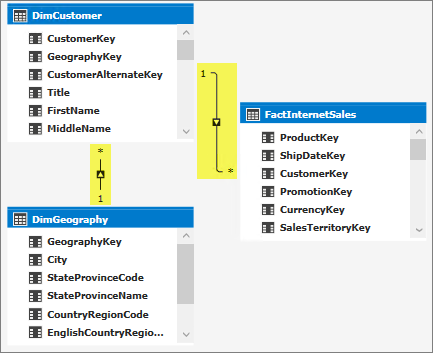 DimCustomer
CustomerKey
GeographyKey
CustomerAlternateKey
Title
FirstName
MiddleName
1
*
FactInternetSales
ProductKey
ShipDateKey
CustomerKey
PromotionKey
CurrencyKey
SalesTerritoryKey
*
1
DimGeography
GeographyKey
City
StateProvinceCode
StateProvinceName
CountryRegionCode
EnglishCountryRegio...